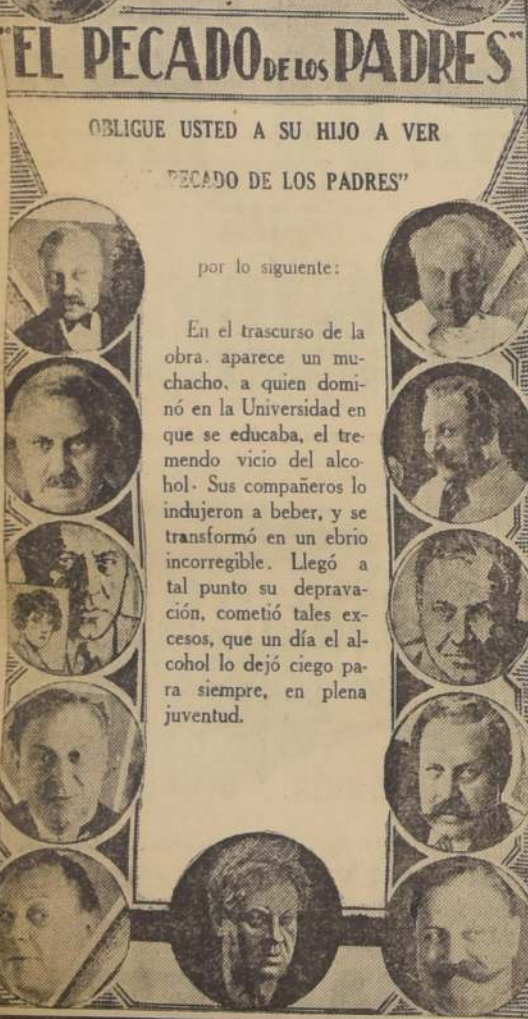 "EL PECADO DE LOS PADRES"
OBLIGUE USTED A SU HIJO A VER
PECADO DE LOS PADRES"
por lo siguiente:
En el trascurso de la
obra. aparece un mu-
chacho, a quien domi-
nó en la Universidad en
que se educaba, el tre-
mendo vicio del alco-
hol. Sus compañeros lo
indujeron a beber, y se
transformó en un ebrio
incorregible. Llegó a
tal punto su deprava-
ción, cometió tales ex-
cesos, que un día el al-
cohol lo dejó ciego pa-
ra siempre, en plena
juventud.